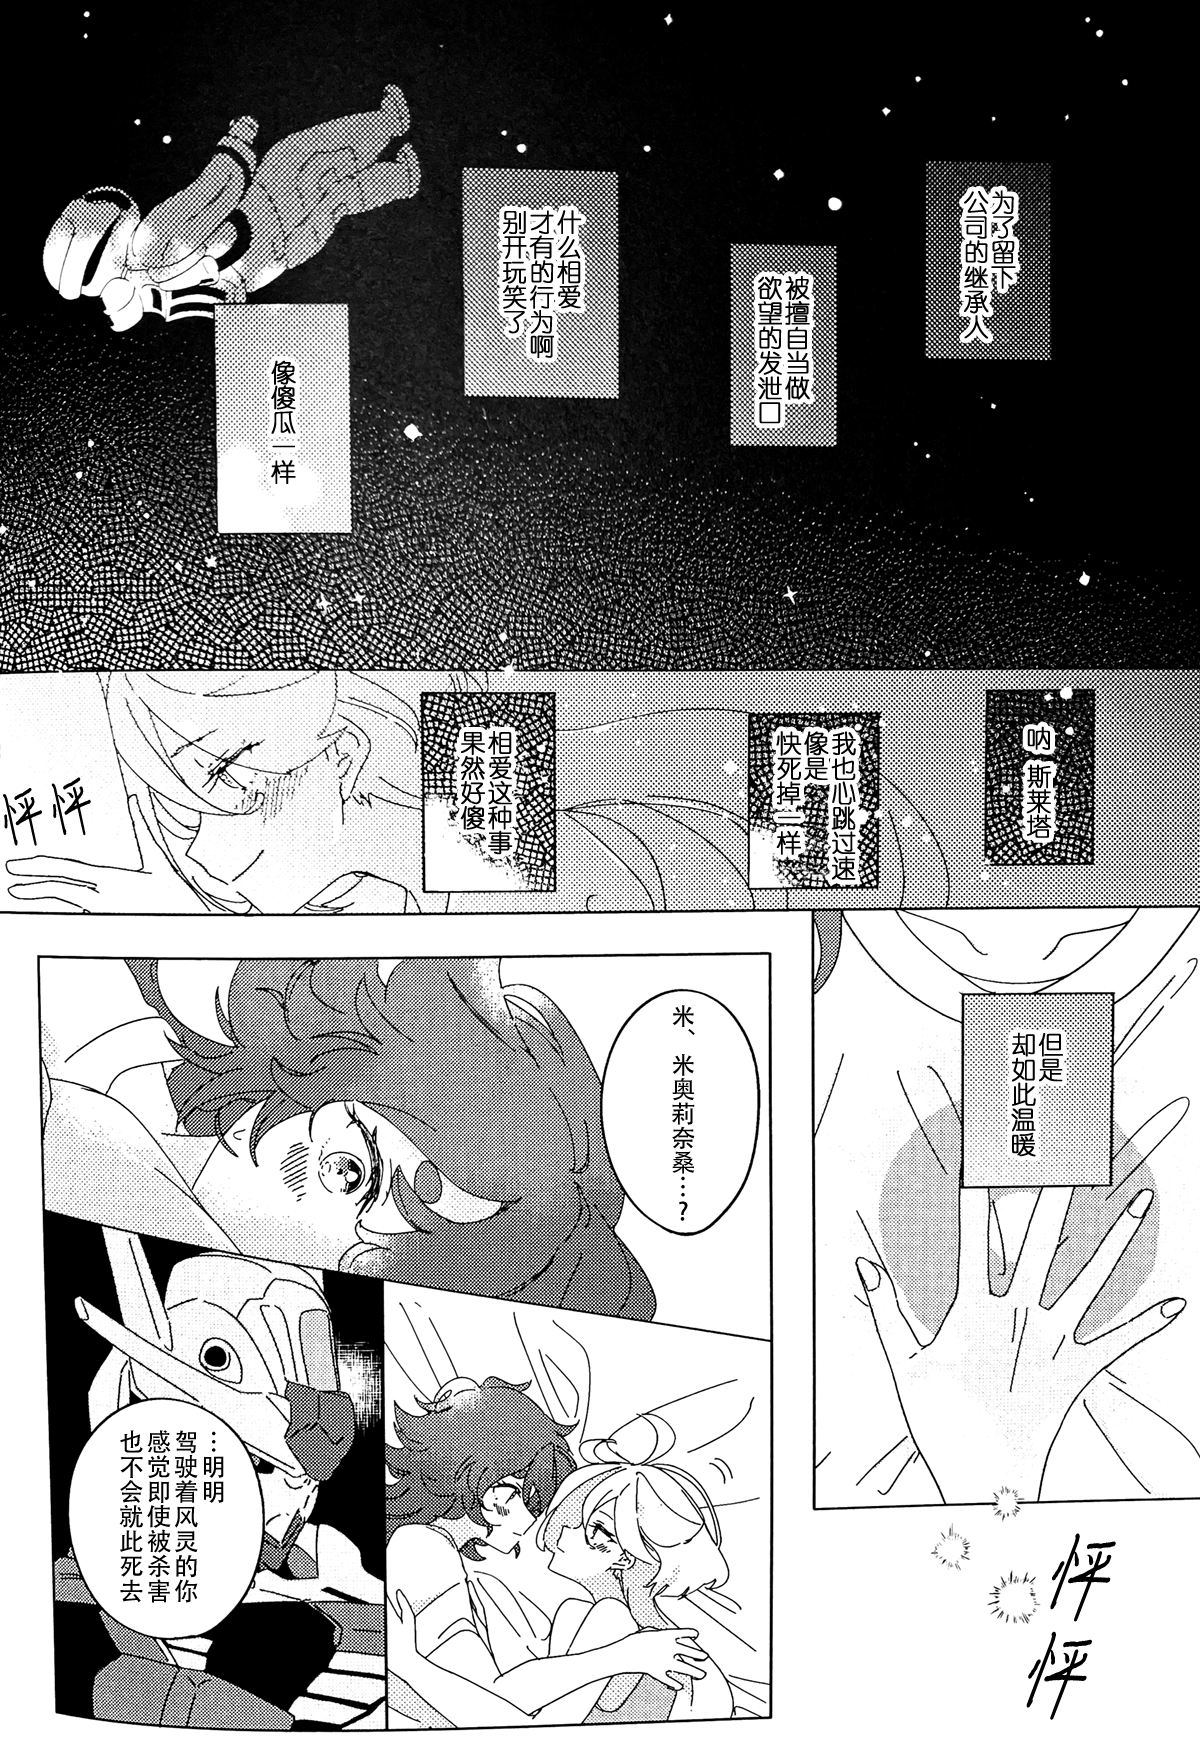 为了留下
公司的继承人
被擅自当做
欲望的发泄口
什么相爱
才有的行为啊
别开玩笑了
像傻瓜一样
呐 斯莱塔
我也心跳过速
像是
快死掉一样
相爱这种事
果然好傻
怦怦
但是
却如此温暖
怦
怦
米、米奥莉奈桑…?
…明明
驾驶着风灵的你
感觉即使被杀害
也不会就此死去